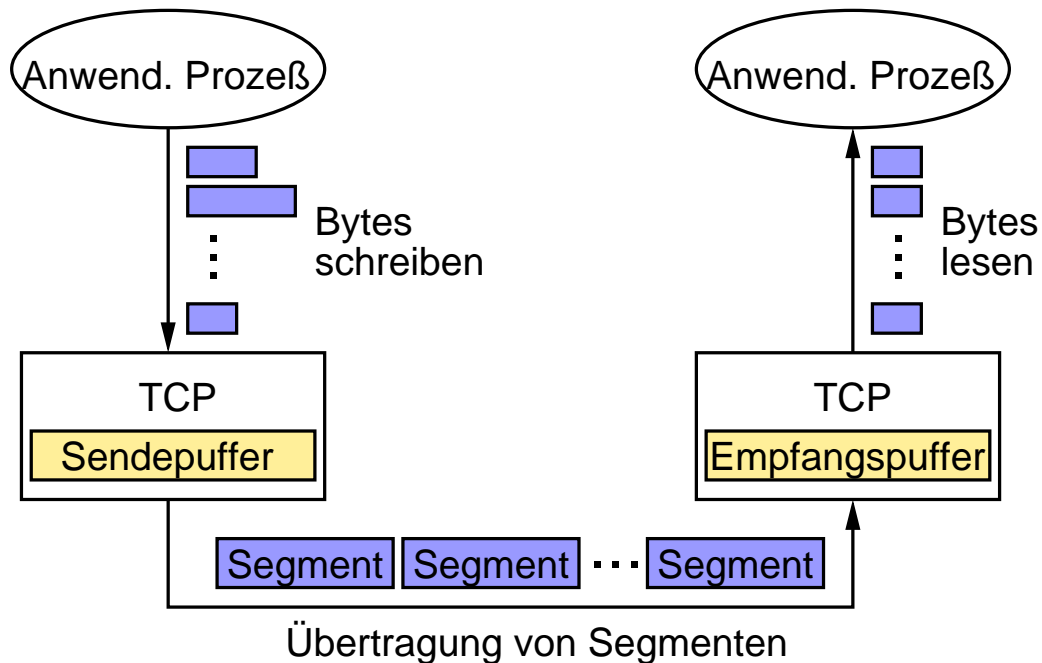 Anwend. Prozeß
Anwend. Prozeß
Bytes
schreiben
Bytes
lesen
TCP
Sendepuffer
TCP
Empfangspuffer
Segment Segment Segment
Übertragung von Segmenten